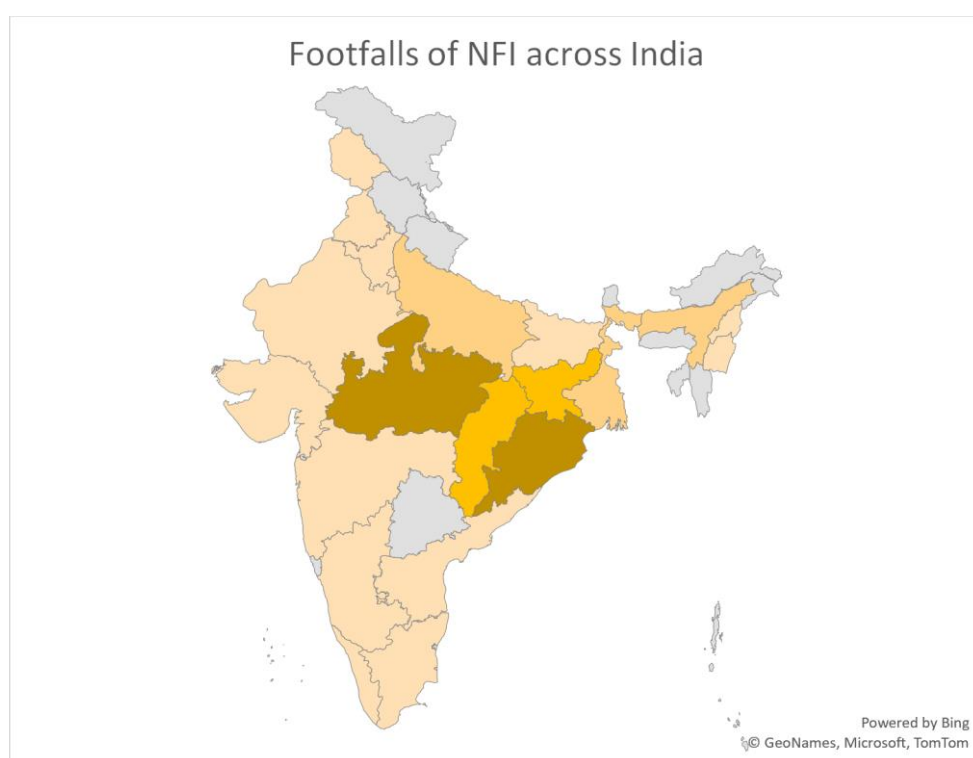 Footfalls of NFI across India
Powered by Bing
© GeoNames, Microsoft, TomTom